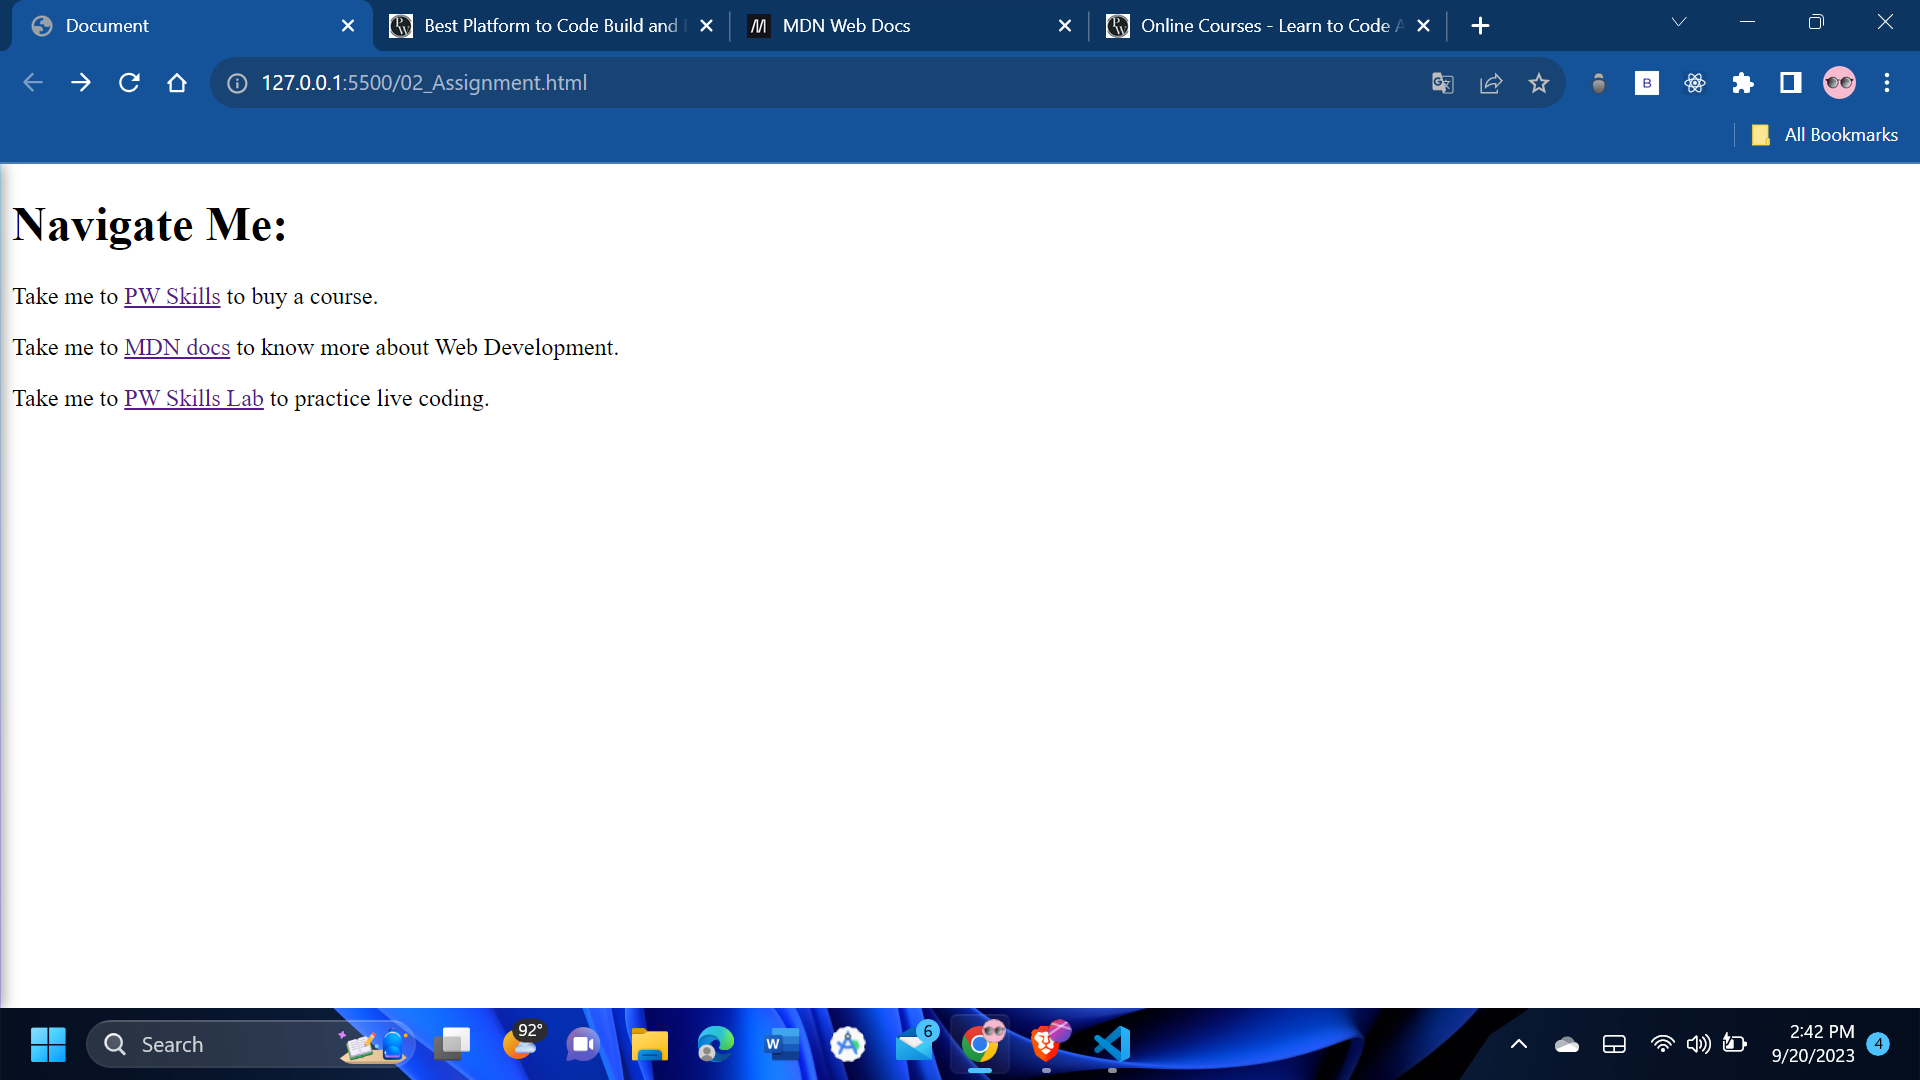 Document
Best Platform to Code Build and
MDN Web Docs
Online Courses - Learn to Code A
127.0.0.1:5500/02_Assignment.html
B
All Bookmarks
Navigate Me:
Take me to PW Skills to buy a course.
Take me to MDN docs to know more about Web Development.
Take me to PW Skills Lab to practice live coding.
Search
92°
W
6
2:42 PM
9/20/2023
4